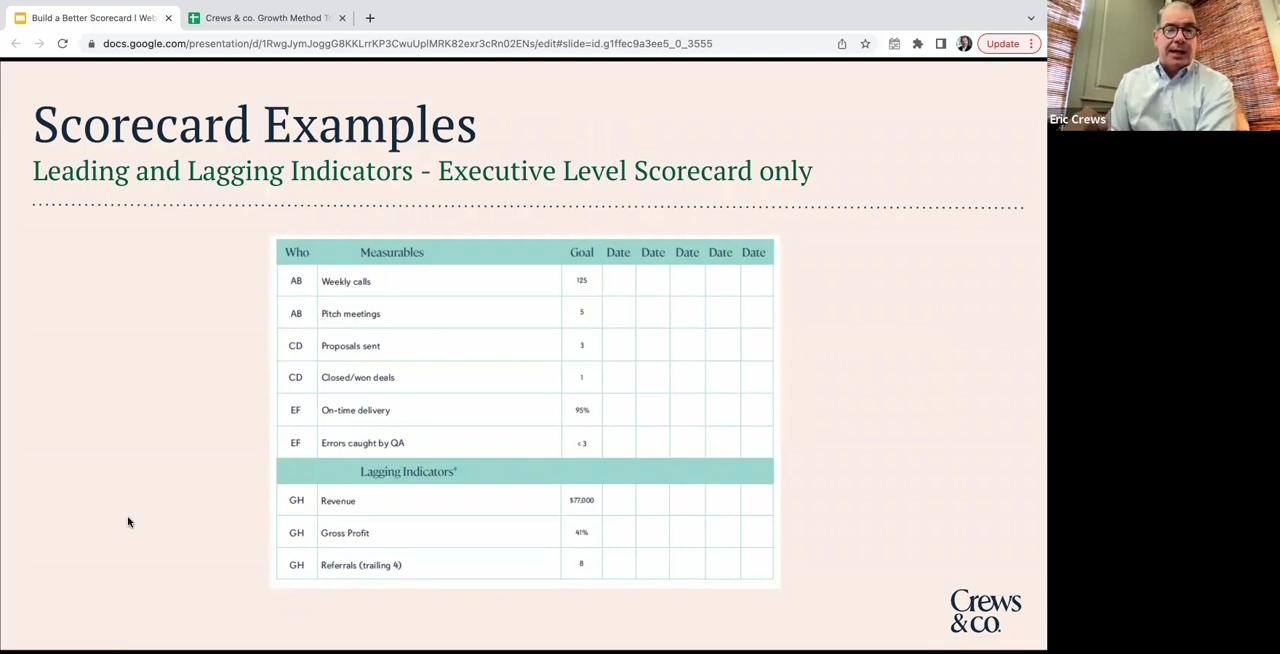 Build a Better Scorecard I Web
Crews & co. Growth Method T
docs.google.com/presentation/d/1RwgJymJoggG8KKLrrKP3CwuUplMRK82exr3cRn02ENs/edit#slide=id.g1ffec9a3ee5_0_3555
Update
Eric Crews
Scorecard Examples
Leading and Lagging Indicators - Executive Level Scorecard only
Who Measurables Goal Date Date Date Date Date
AB Weekly calls 125
AB Pitch meetings 5
CD Proposals sent 3
CD Closed/won deals 1
EF On-time delivery 95%
EF Errors caught by QA < 3
Lagging Indicators*
GH Revenue $77,000
GH Gross Profit 41%
GH Referrals (trailing 4) 8
Crews
& CO.